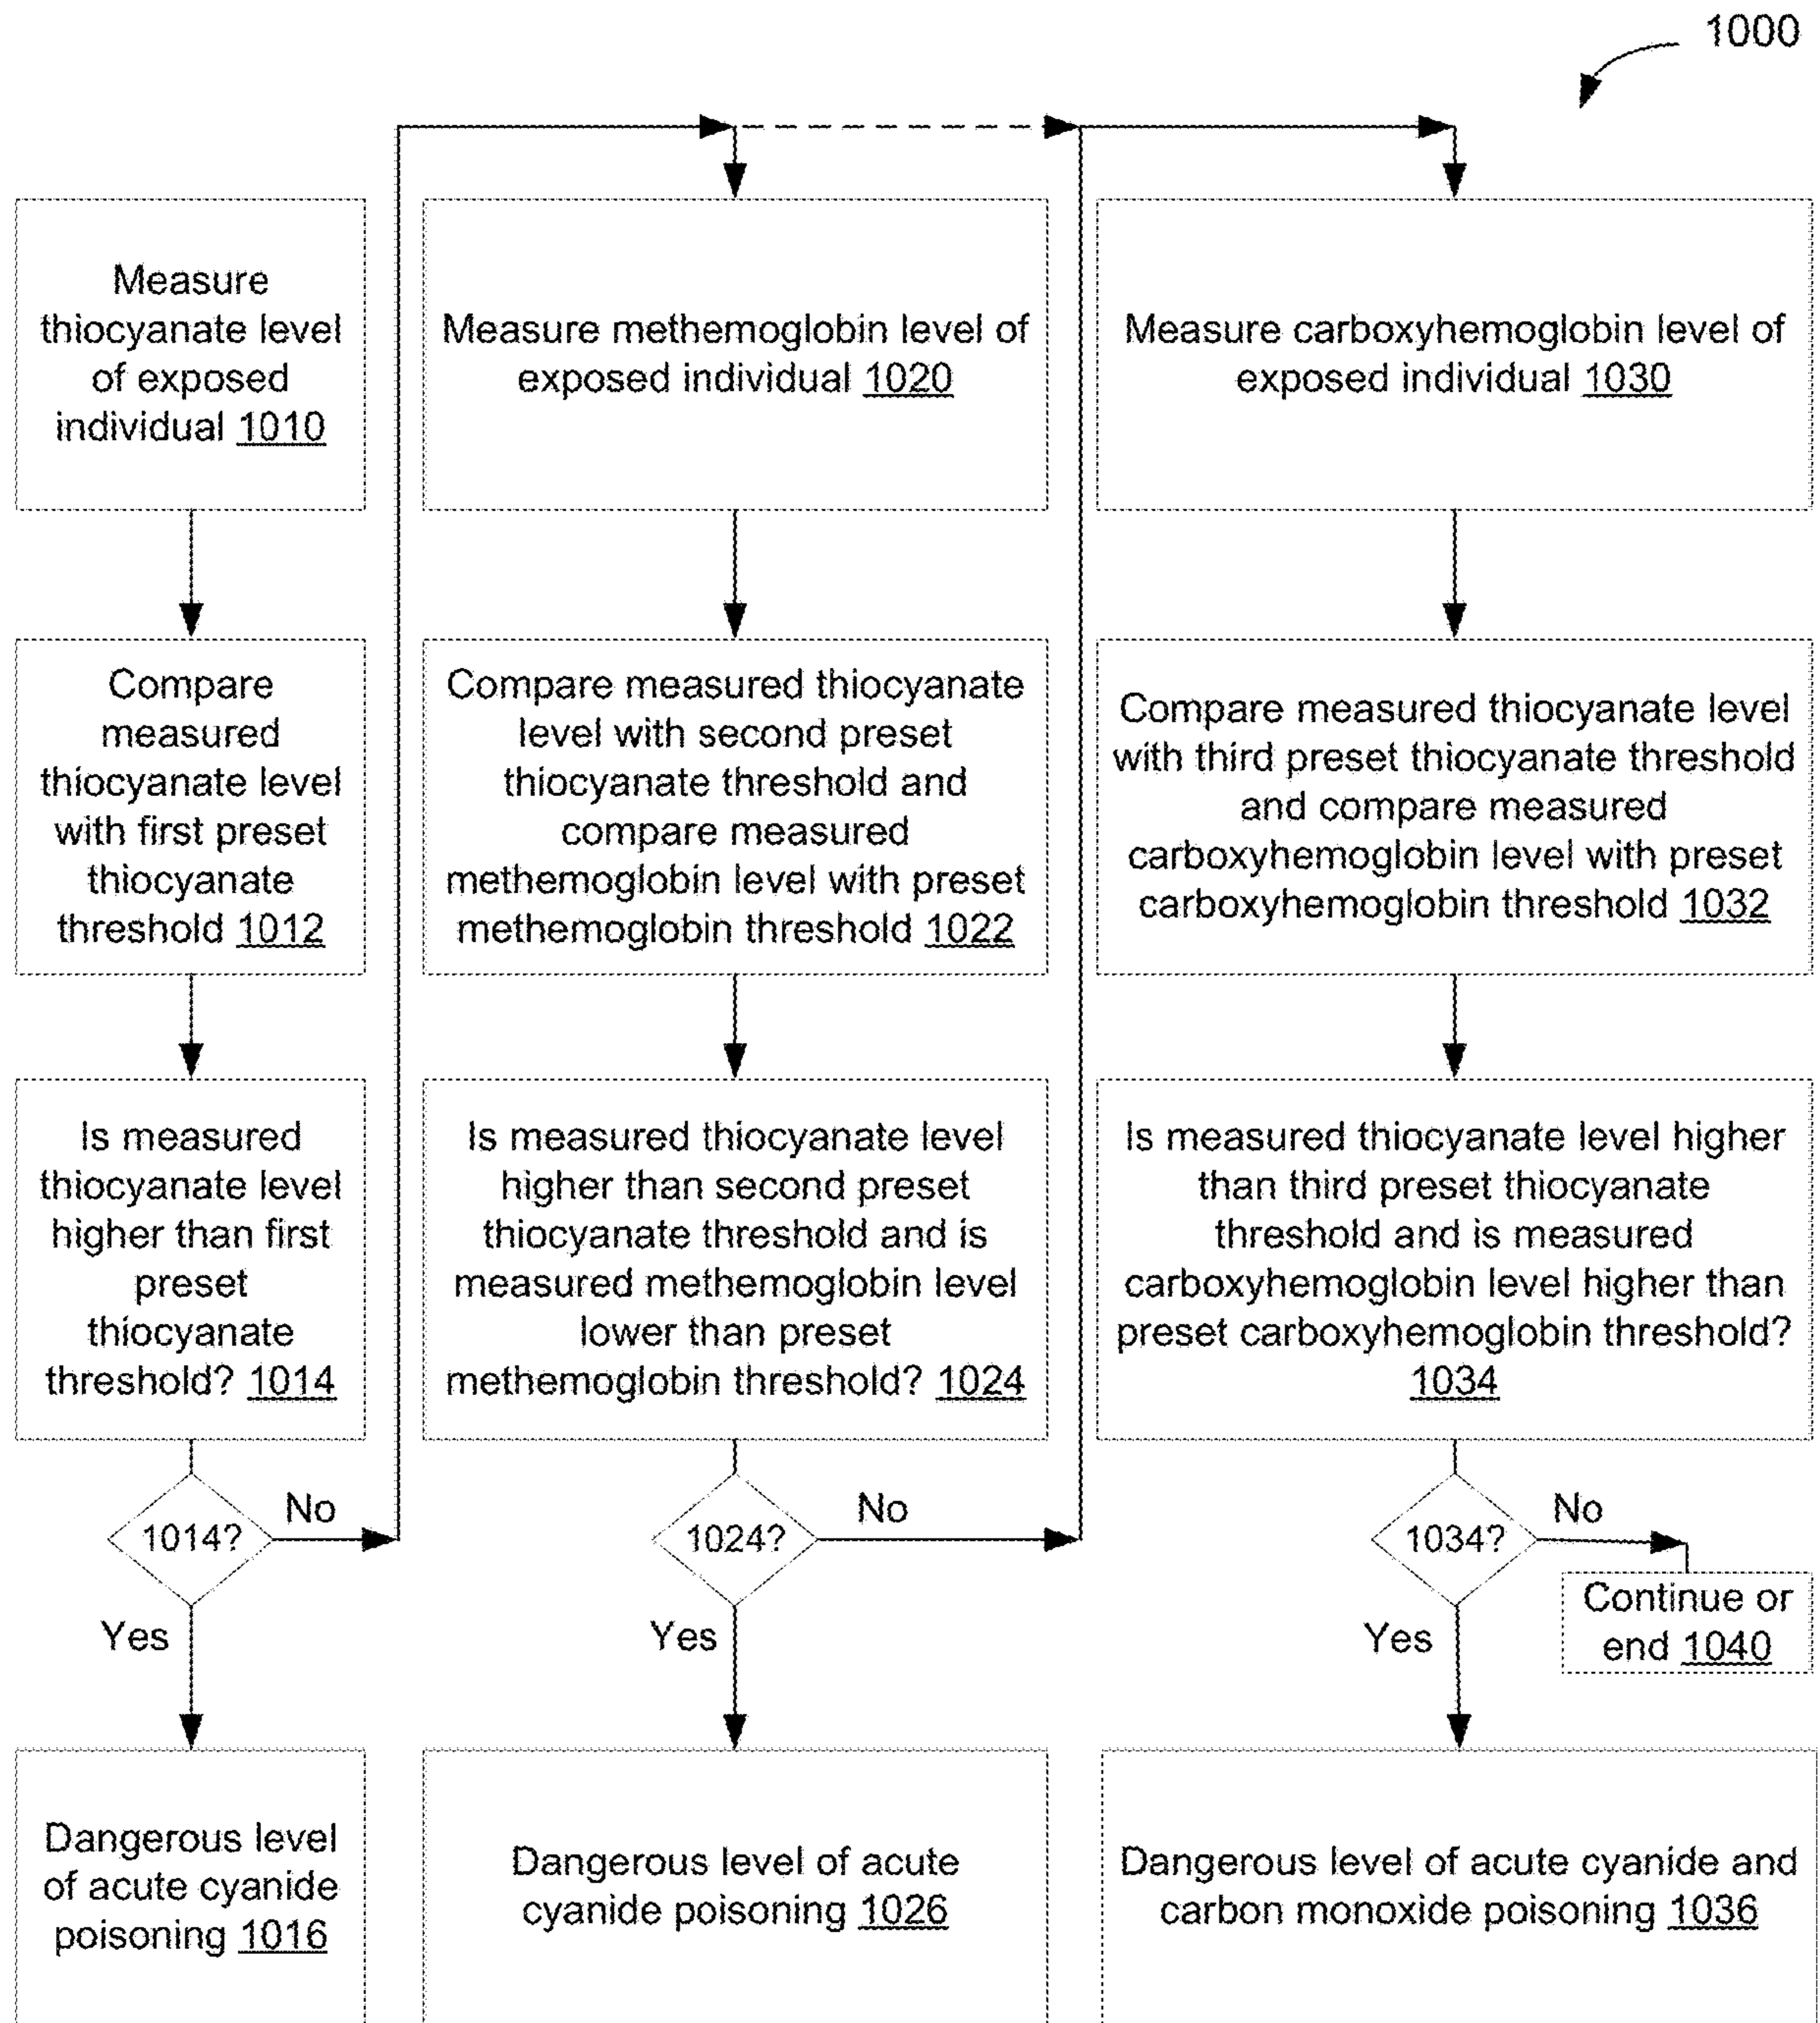 1000
Measure
thiocyanate level
of exposed
individual 1010
Measure methemoglobin level of
exposed individual 1020
Measure carboxyhemoglobin level of
exposed individual 1030
Compare
measured
thiocyanate level
with first preset
thiocyanate
threshold 1012
Compare measured thiocyanate
level with second preset
thiocyanate threshold and
compare measured
methemoglobin level with preset
methemoglobin threshold 1022
Compare measured thiocyanate level
with third preset thiocyanate threshold
and compare measured
carboxyhemoglobin level with preset
carboxyhemoglobin threshold 1032
Is measured
thiocyanate level
higher than first
preset
thiocyanate
threshold? 1014
Is measured thiocyanate level
higher than second preset
thiocyanate threshold and is
measured methemoglobin level
lower than preset
methemoglobin threshold? 1024
Is measured thiocyanate level higher
than third preset thiocyanate
threshold and is measured
carboxyhemoglobin level higher than
preset carboxyhemoglobin threshold?
1034
1014?
No
Yes
1024?
No
Yes
1034?
No
Yes
Continue or
end 1040
Dangerous level
of acute cyanide
poisoning 1016
Dangerous level of acute
cyanide poisoning 1026
Dangerous level of acute cyanide and
carbon monoxide poisoning 1036